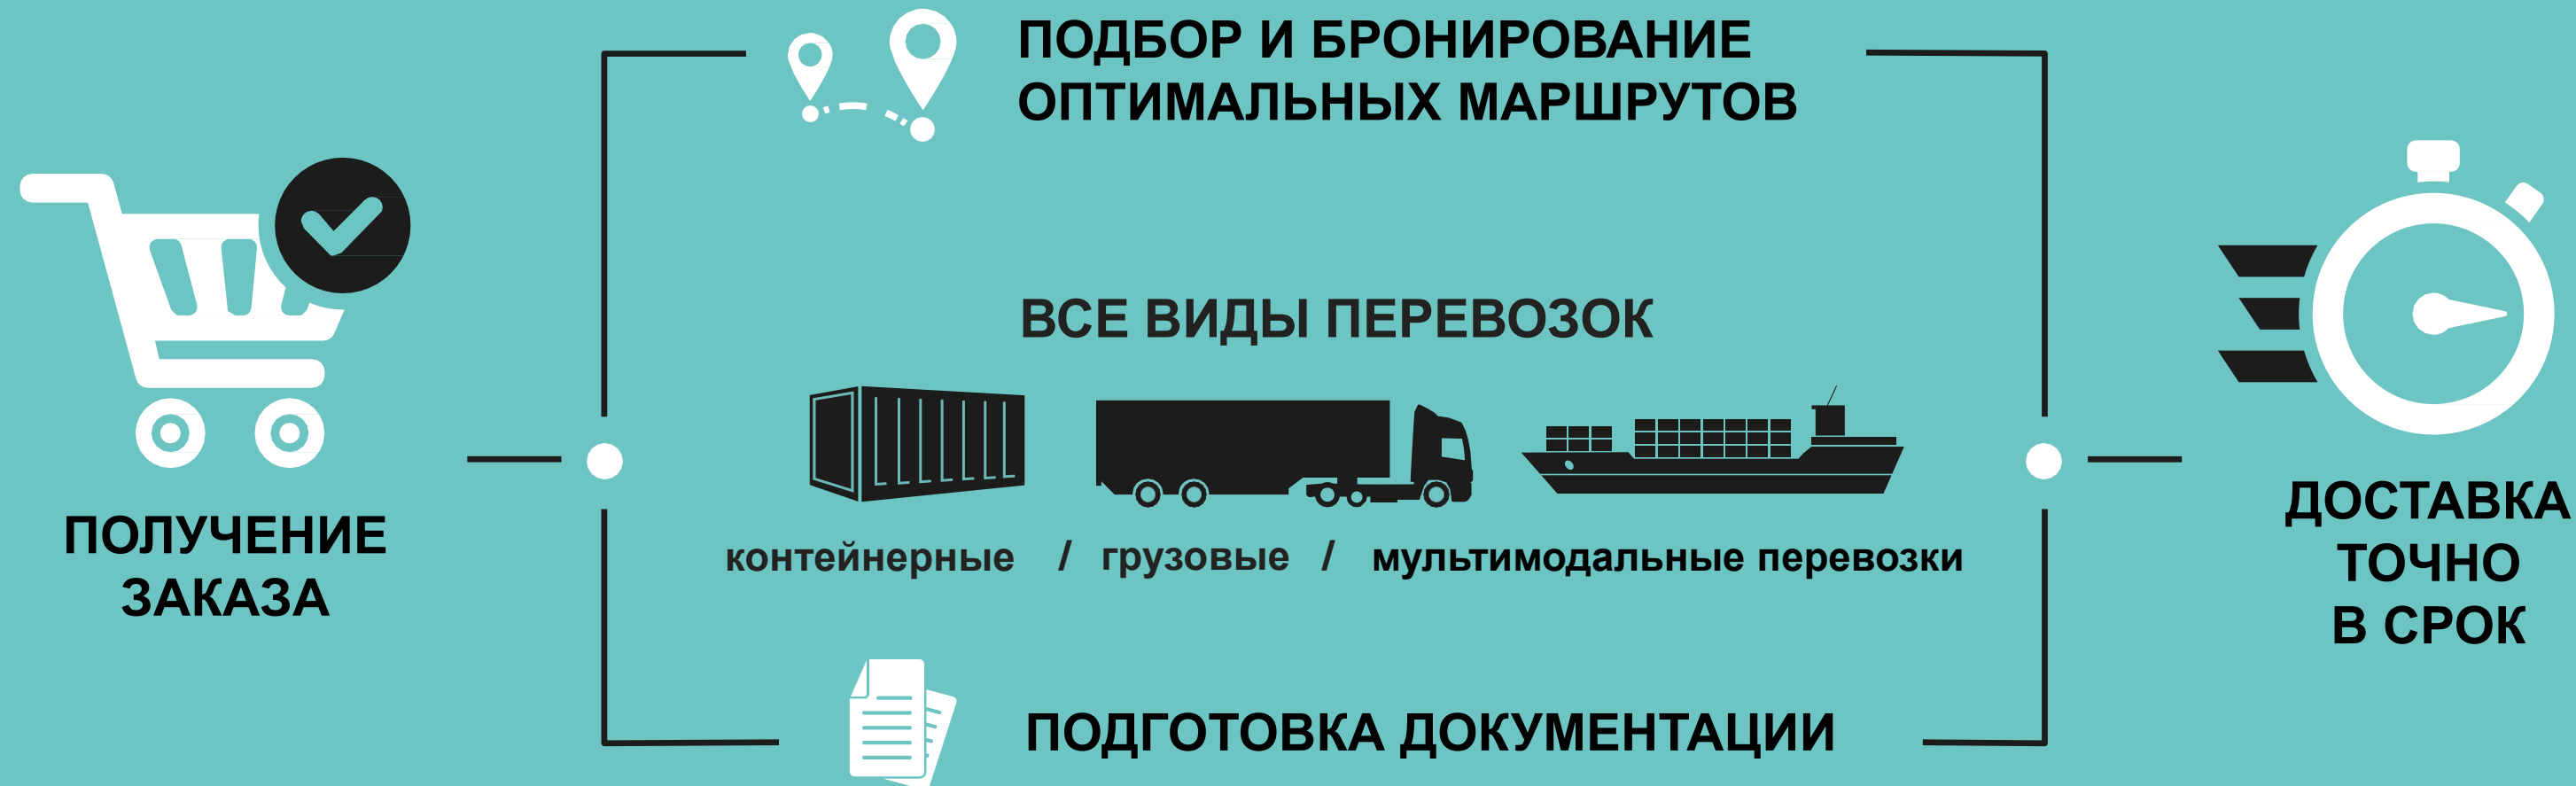 ПОЛУЧЕНИЕ
ЗАКАЗА
ПОДБОР И БРОНИРОВАНИЕ
ОПТИМАЛЬНЫХ МАРШРУТОВ
ВСЕ ВИДЫ ПЕРЕВОЗОК
контейнерные / грузовые / мультимодальные перевозки
ПОДГОТОВКА ДОКУМЕНТАЦИИ
ДОСТАВКА
ТОЧНО
В СРОК